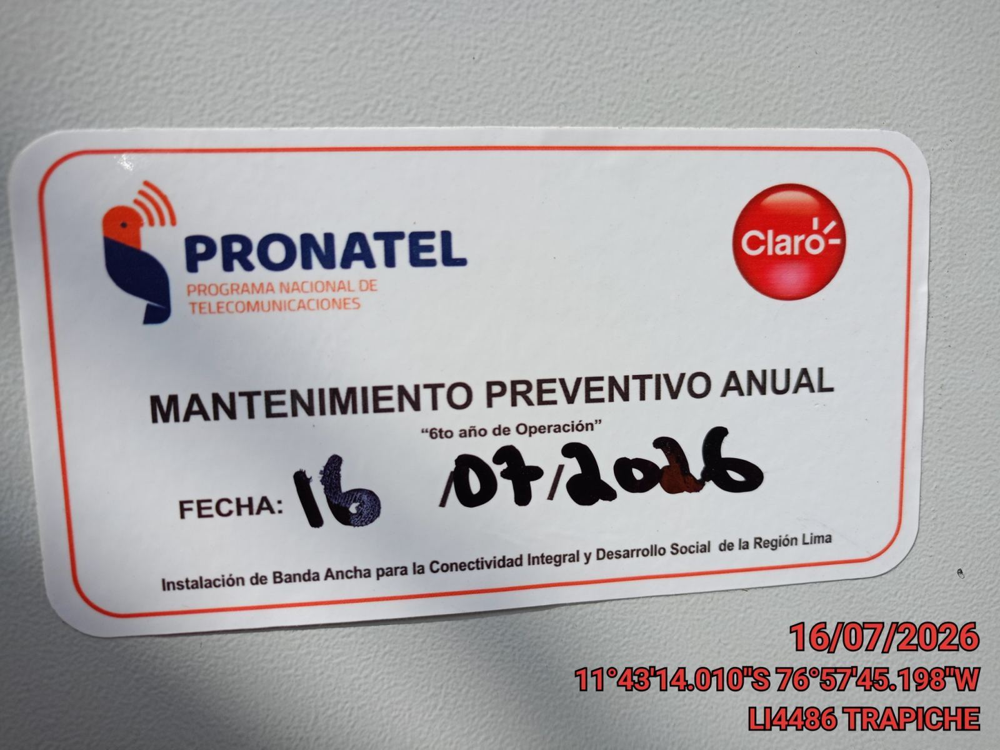 PRONATEL
PROGRAMA NACIONAL DE
TELECOMUNICACIONES
Claro
MANTENIMIENTO PREVENTIVO ANUAL
“6to año de Operación”
FECHA: 16 /07/2026
Instalación de Banda Ancha para la Conectividad Integral y Desarrollo Social de la Región Lima
16/07/2026
11°43'14.010"S 76°57'45.198"W
LI4486 TRAPICHE